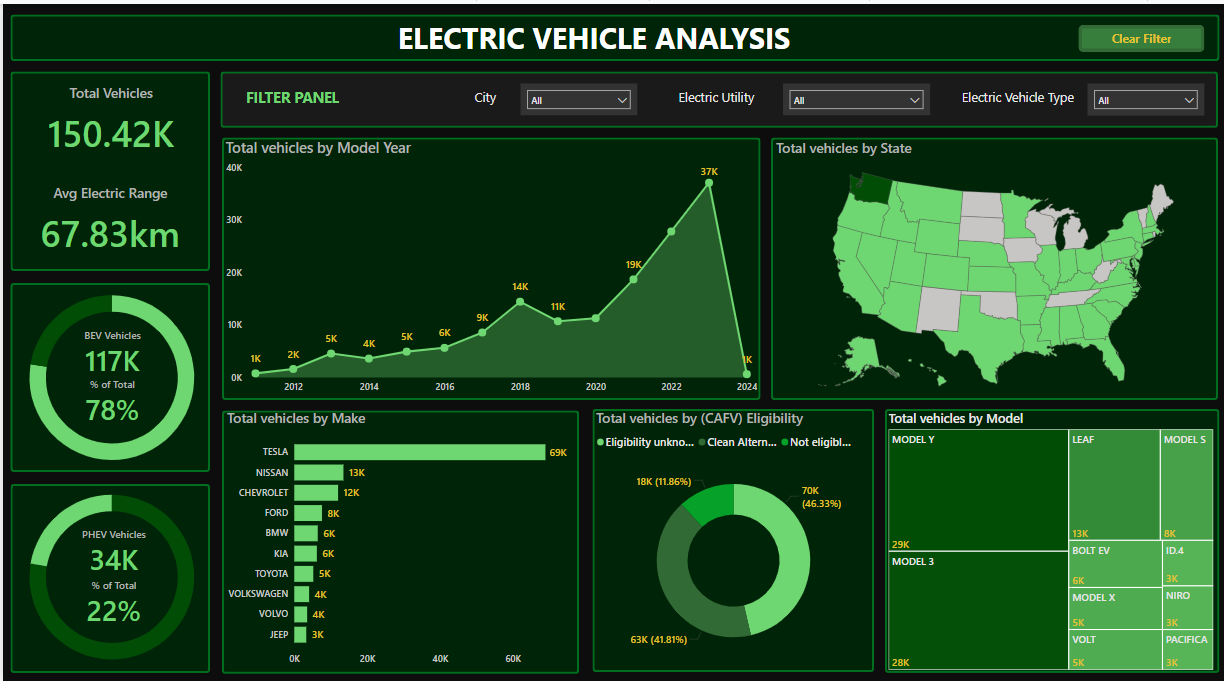 ELECTRIC VEHICLE ANALYSIS
Clear Filter
Total Vehicles
150.42K
Avg Electric Range
67.83km
FILTER PANEL
City
All
Electric Utility
All
Electric Vehicle Type
All
BEV Vehicles
117K
% of Total
78%
PHEV Vehicles
34K
% of Total
22%
Total vehicles by Model Year
40K
30K
20K
10K
0K
1K
2K
5K
4K
5K
6K
9K
14K
11K
19K
37K
1K
2012
2014
2016
2018
2020
2022
2024
Total vehicles by State
Total vehicles by Make
TESLA 69K
NISSAN 13K
CHEVROLET 12K
FORD 8K
BMW 6K
KIA 6K
TOYOTA 5K
VOLKSWAGEN 4K
VOLVO 4K
JEEP 3K
0K 20K 40K 60K
Total vehicles by (CAFV) Eligibility
Eligibility unkno... Clean Altern... Not eligibl...
18K (11.86%)
70K
(46.33%)
63K (41.81%)
Total vehicles by Model
MODEL Y
29K
MODEL 3
28K
LEAF
13K
MODEL S
8K
BOLT EV
6K
ID.4
3K
MODEL X
5K
NIRO
3K
VOLT
5K
PACIFICA
3K